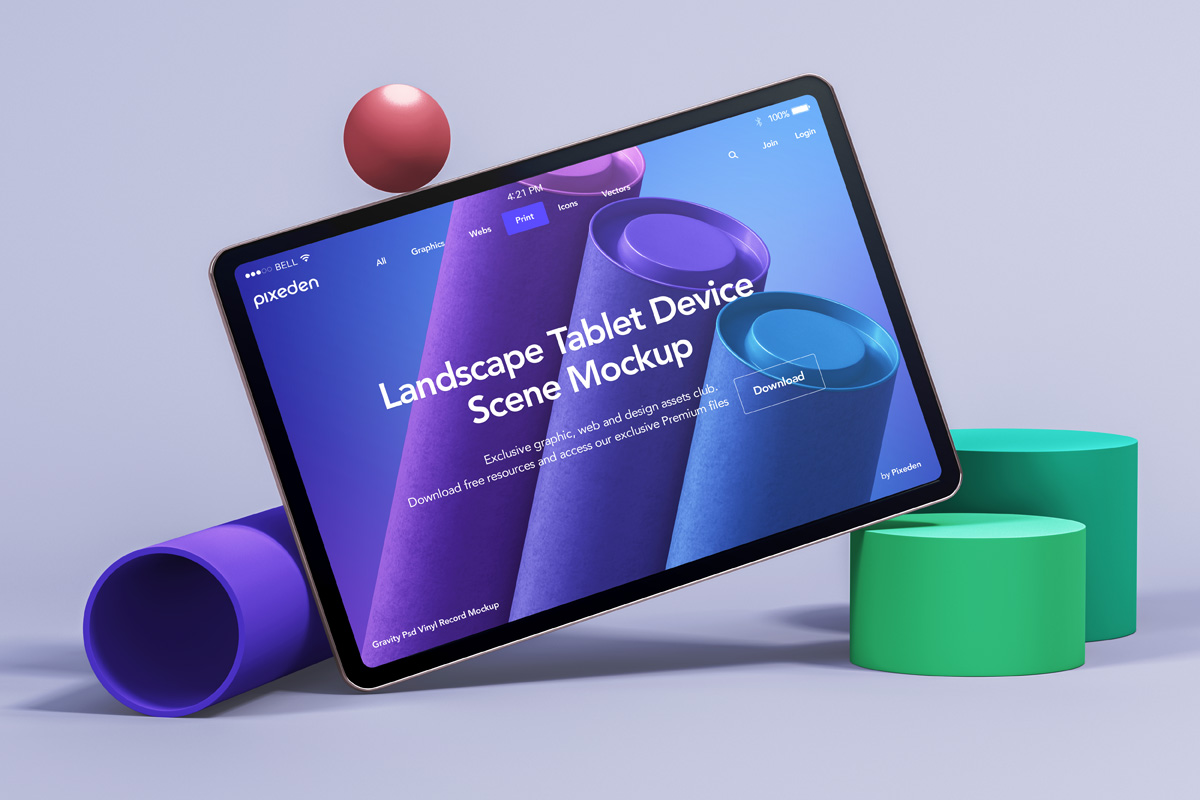 ●●●○○ BELL
4:21 PM
100%
pixeden
All
Graphics
Webs
Print
Icons
Vectors
Join
Login
Landscape Tablet Device
Scene Mockup
Exclusive graphic, web and design assets club.
Download free resources and access our exclusive Premium files
Download
Gravity Psd Vinyl Record Mockup
by Pixeden